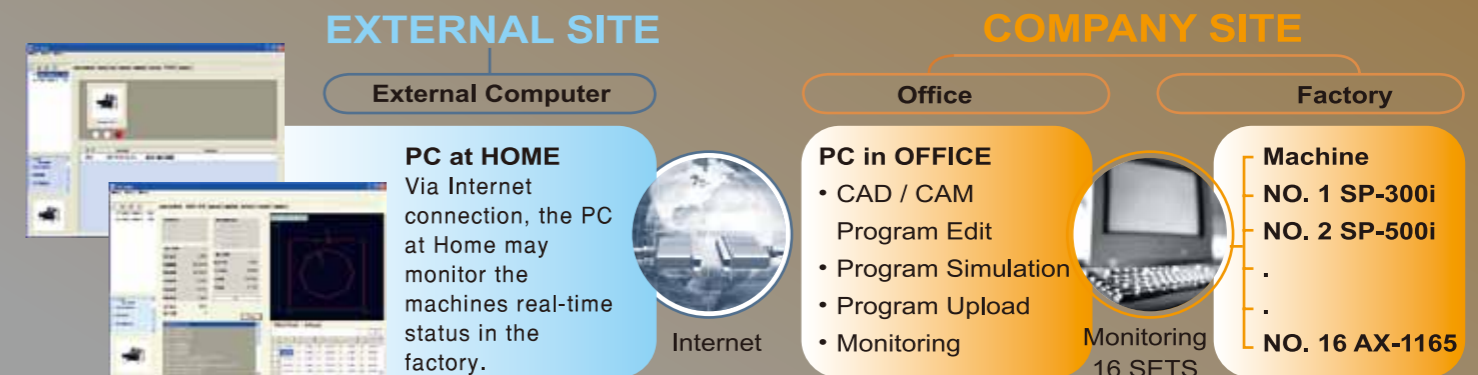 EXTERNAL SITE
COMPANY SITE
External Computer
Office
Factory
PC at HOME
Via Internet
connection, the PC
at Home may
monitor the
machines real-time
status in the
factory.
Internet
PC in OFFICE
• CAD / CAM
Program Edit
• Program Simulation
• Program Upload
• Monitoring
Monitoring
16 SETS
Machine
NO. 1 SP-300i
NO. 2 SP-500i
.
.
NO. 16 AX-1165